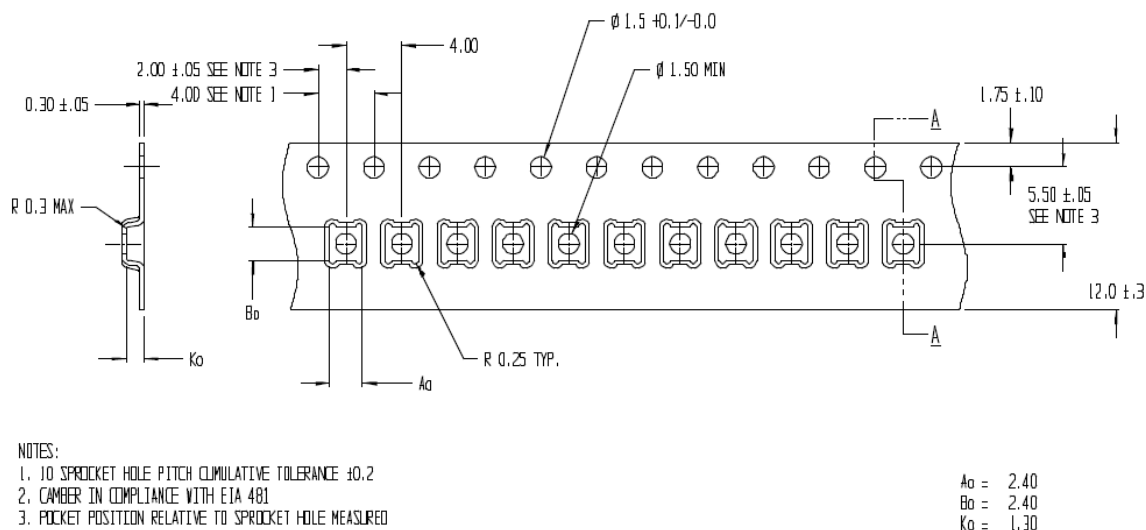 Ø 1.5 +0.1/-0.0
4.00
2.00 ±.05 SEE NOTE 3
Ø 1.50 MIN
4.00 SEE NOTE 1
0.30 ±.05
1.75 ±.10
A
R 0.3 MAX
5.50 ±.05
SEE NOTE 3
Bo
12.0 ±.3
A
Ko
R 0.25 TYP.
Ao
NOTES:
1. 10 SPROCKET HOLE PITCH CUMULATIVE TOLERANCE ±0.2
2. CAMBER IN COMPLIANCE WITH EIA 481
3. POCKET POSITION RELATIVE TO SPROCKET HOLE MEASURED
Ao = 2.40
Bo = 2.40
Ko = 1.30